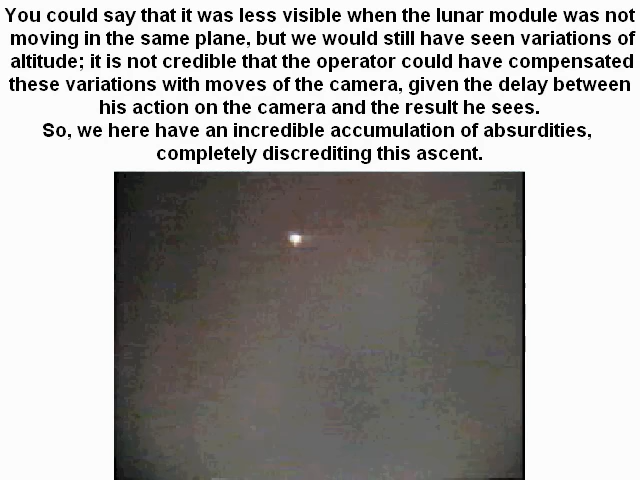 You could say that it was less visible when the lunar module was not
moving in the same plane, but we would still have seen variations of
altitude; it is not credible that the operator could have compensated
these variations with moves of the camera, given the delay between
his action on the camera and the result he sees.
So, we here have an incredible accumulation of absurdities,
completely discrediting this ascent.